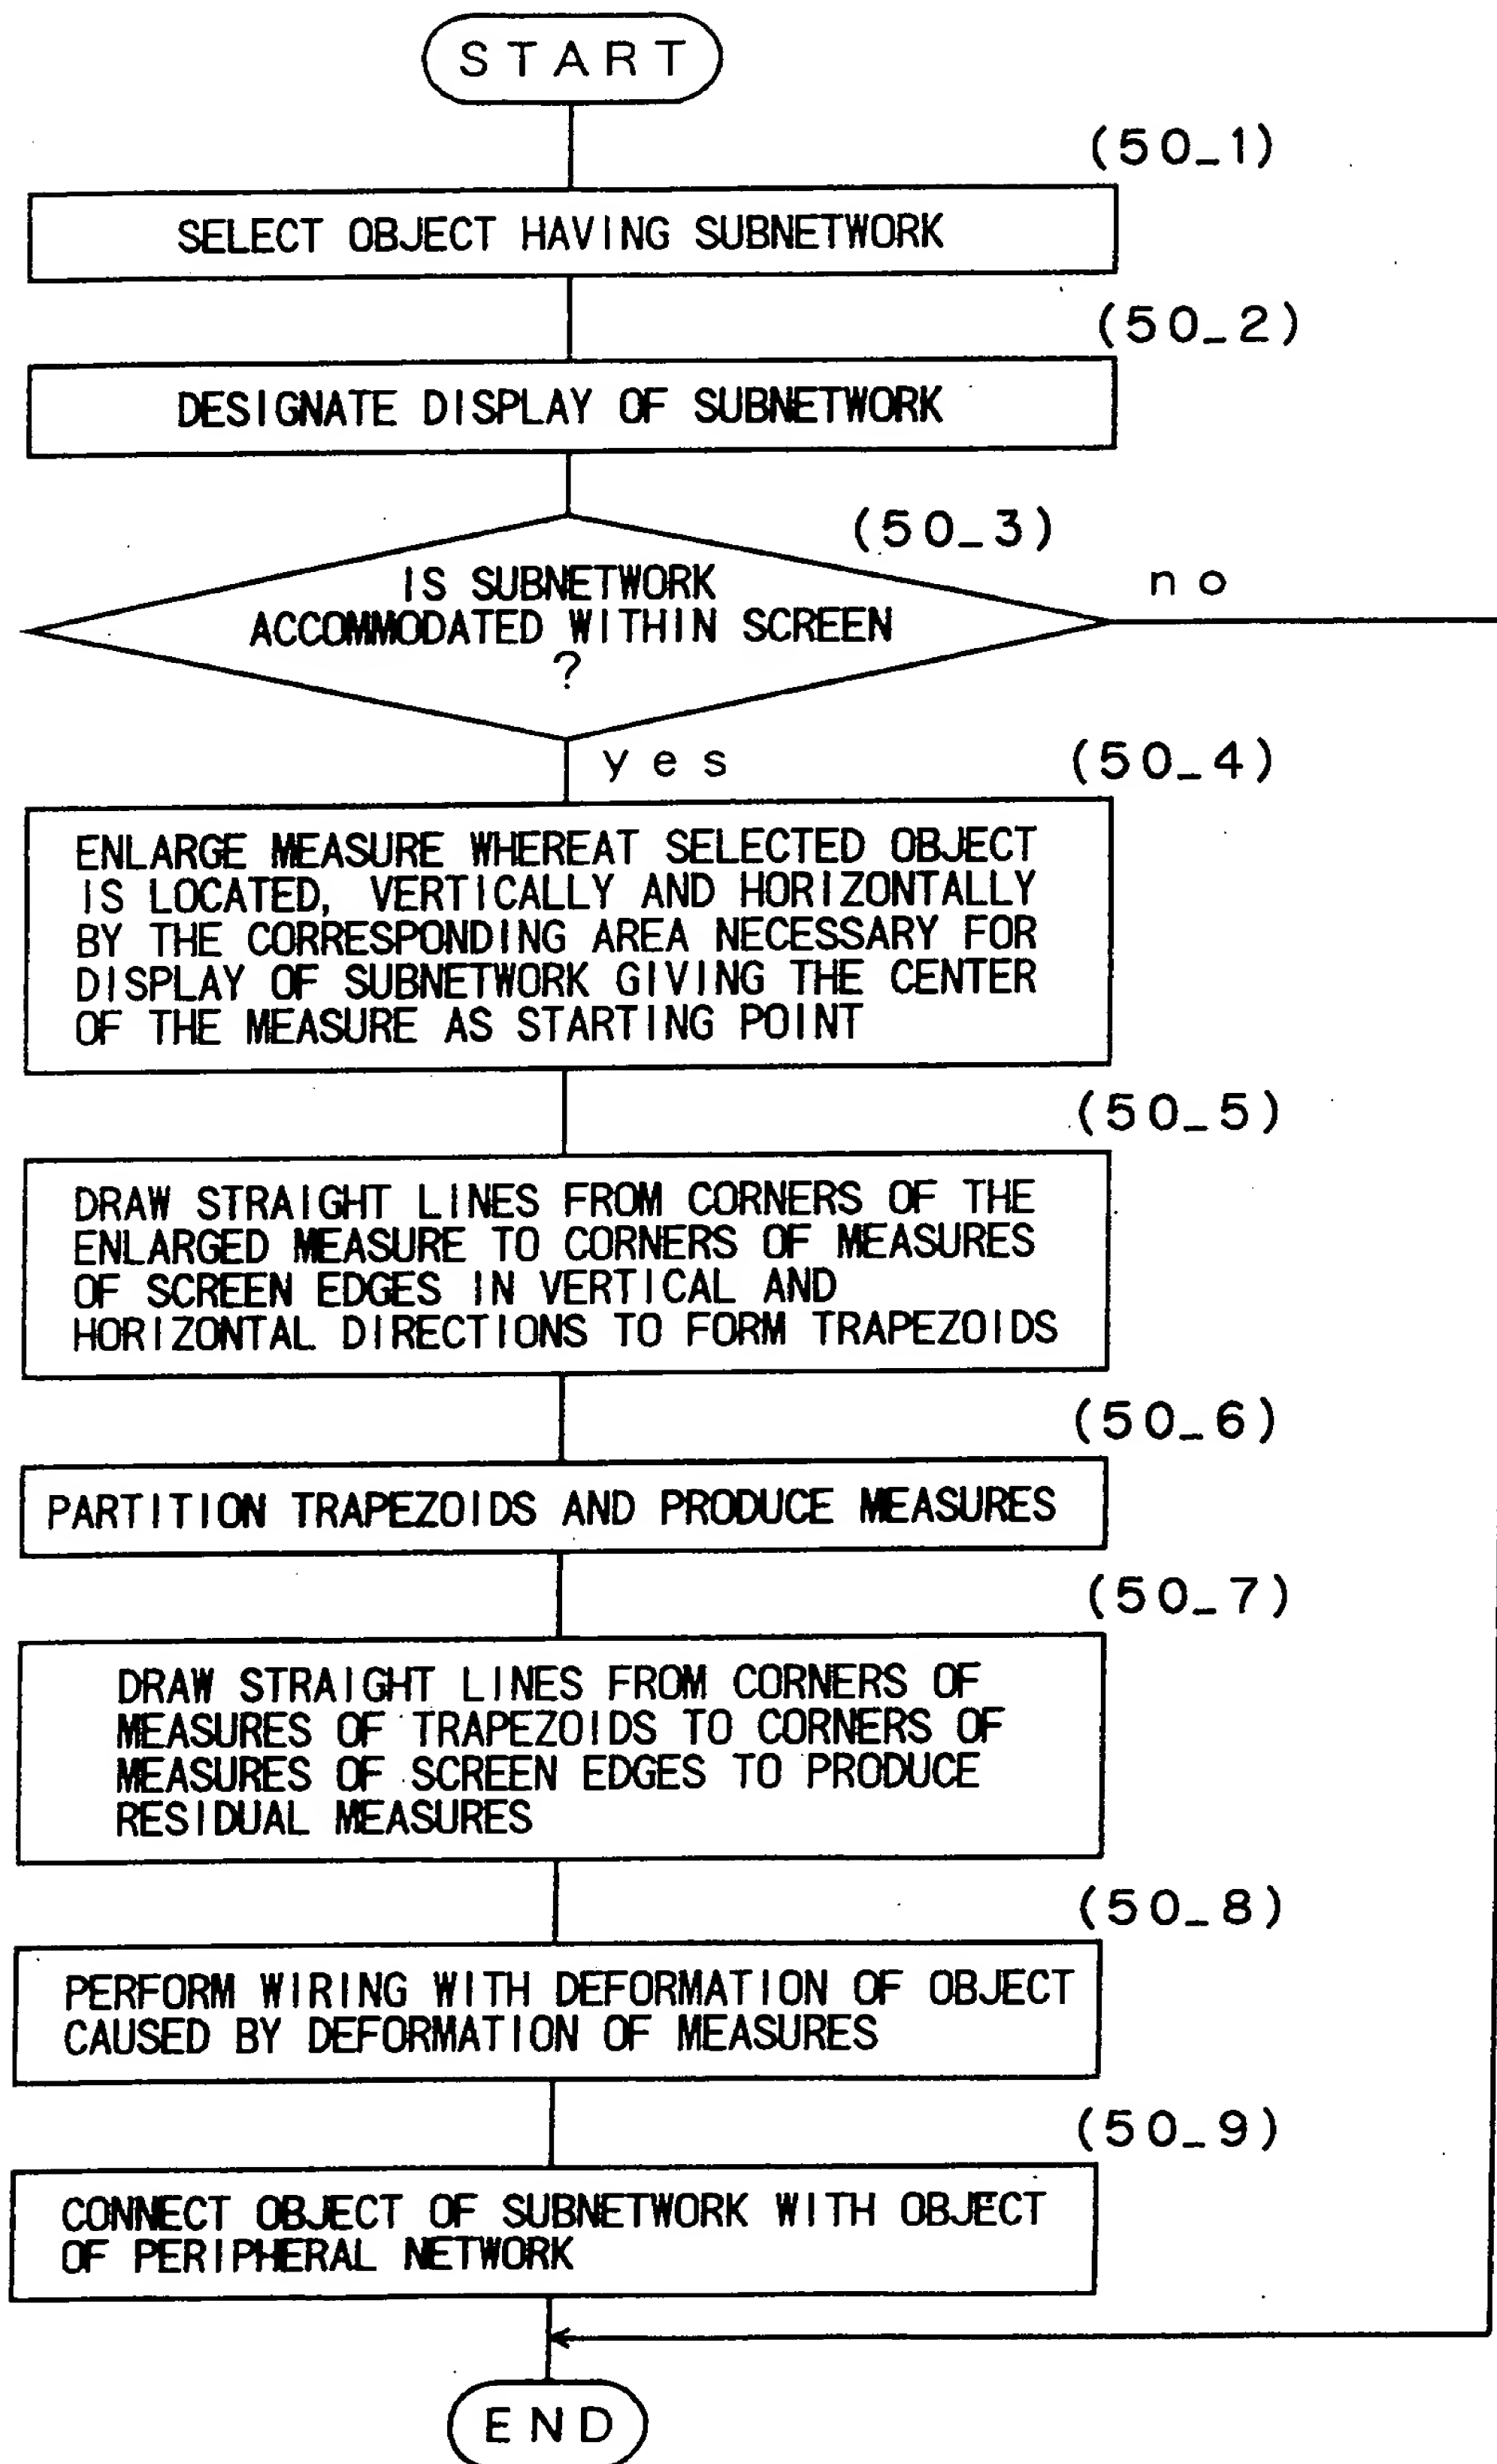 START
(50_1)
SELECT OBJECT HAVING SUBNETWORK
(50_2)
DESIGNATE DISPLAY OF SUBNETWORK
(50_3)
IS SUBNETWORK
ACCOMMODATED WITHIN SCREEN
?
no
yes
(50_4)
ENLARGE MEASURE WHEREAT SELECTED OBJECT
IS LOCATED, VERTICALLY AND HORIZONTALLY
BY THE CORRESPONDING AREA NECESSARY FOR
DISPLAY OF SUBNETWORK GIVING THE CENTER
OF THE MEASURE AS STARTING POINT
(50_5)
DRAW STRAIGHT LINES FROM CORNERS OF THE
ENLARGED MEASURE TO CORNERS OF MEASURES
OF SCREEN EDGES IN VERTICAL AND
HORIZONTAL DIRECTIONS TO FORM TRAPEZOIDS
(50_6)
PARTITION TRAPEZOIDS AND PRODUCE MEASURES
(50_7)
DRAW STRAIGHT LINES FROM CORNERS OF
MEASURES OF TRAPEZOIDS TO CORNERS OF
MEASURES OF SCREEN EDGES TO PRODUCE
RESIDUAL MEASURES
(50_8)
PERFORM WIRING WITH DEFORMATION OF OBJECT
CAUSED BY DEFORMATION OF MEASURES
(50_9)
CONNECT OBJECT OF SUBNETWORK WITH OBJECT
OF PERIPHERAL NETWORK
END